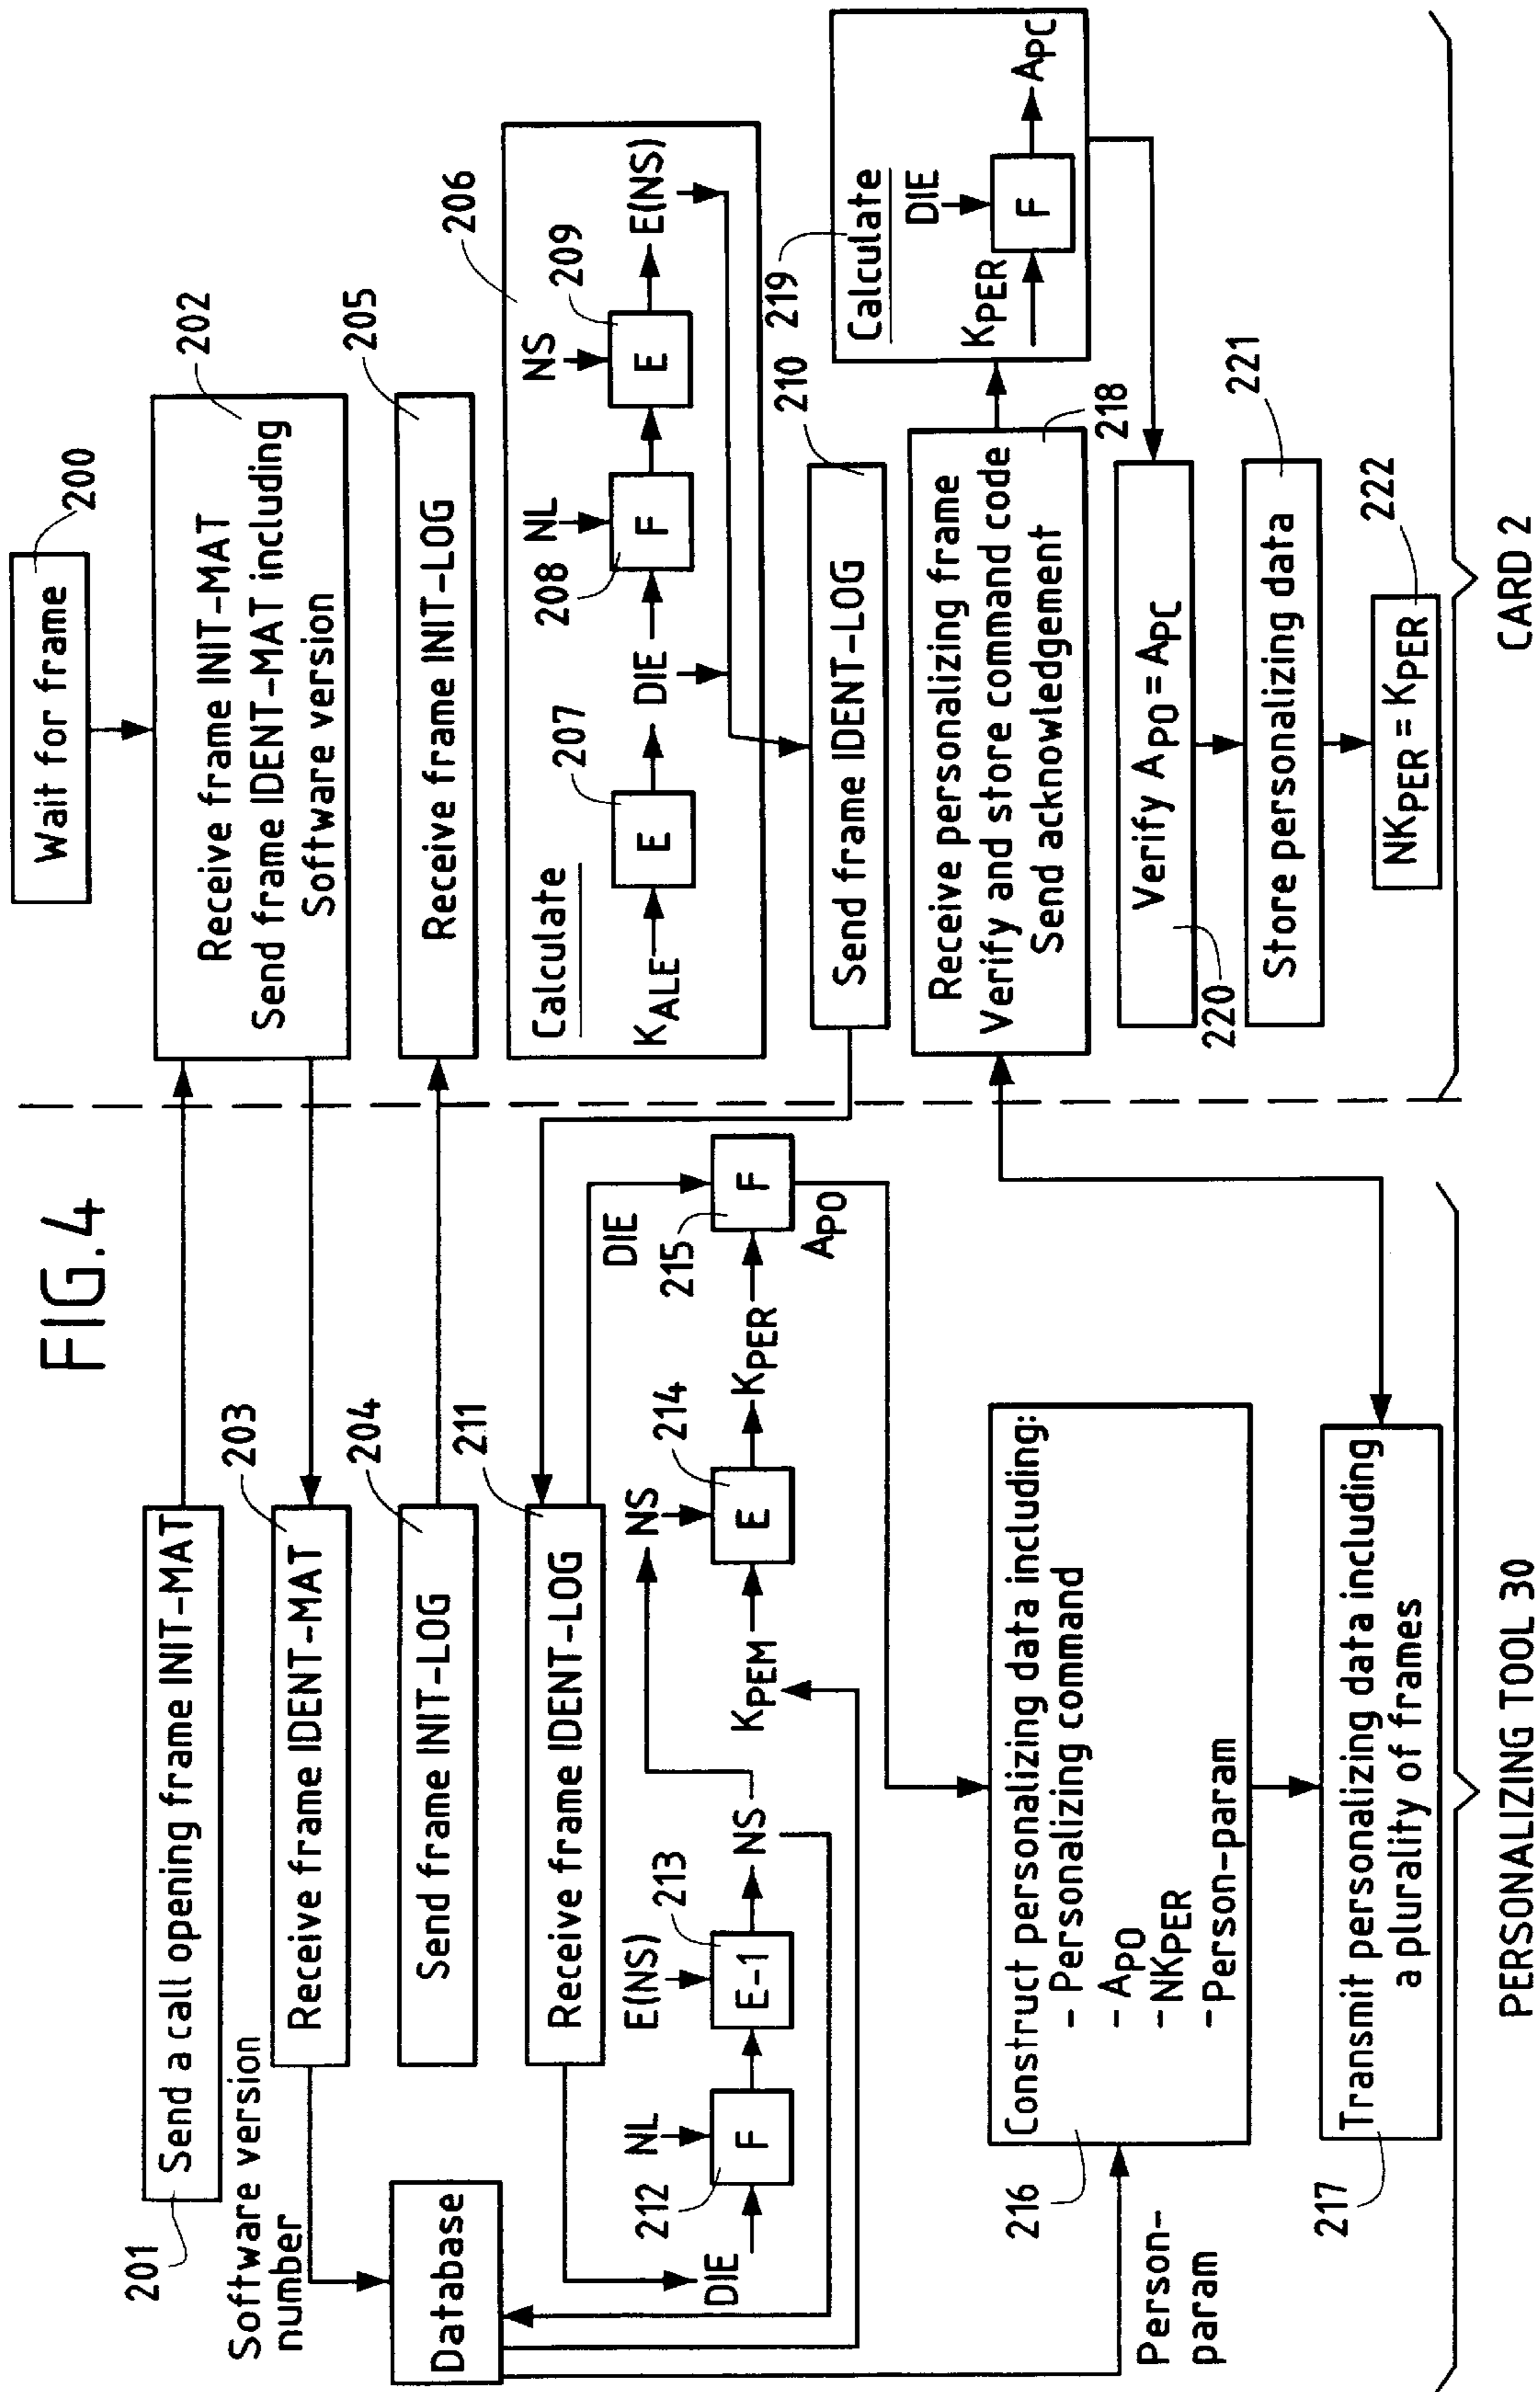 FIG.4
201
Send a call opening frame INIT-MAT
Software version
number
203
Receive frame IDENT-MAT
Database
204
Send frame INIT-LOG
211
Receive frame IDENT-LOG
DIE
212
NL
F
E(NS)
213
E-1
NS
NS
KPEM
214
E
KPER
DIE
215
F
APO
216
Construct personalizing data including:
- Personalizing command
- APO
- NKPER
- Person-param
Person-
param
217
Transmit personalizing data including
a plurality of frames
PERSONALIZING TOOL 30
200
Wait for frame
202
Receive frame INIT-MAT
Send frame IDENT-MAT including
Software version
205
Receive frame INIT-LOG
206
Calculate
KALE
207
E
DIE
208
NL
F
NS
209
E
E(NS)
210
Send frame IDENT-LOG
218
Receive personalizing frame
Verify and store command code
Send acknowledgement
219
Calculate
KPER
DIE
F
APC
220
Verify APO = APC
221
Store personalizing data
222
NKPER = KPER
CARD 2